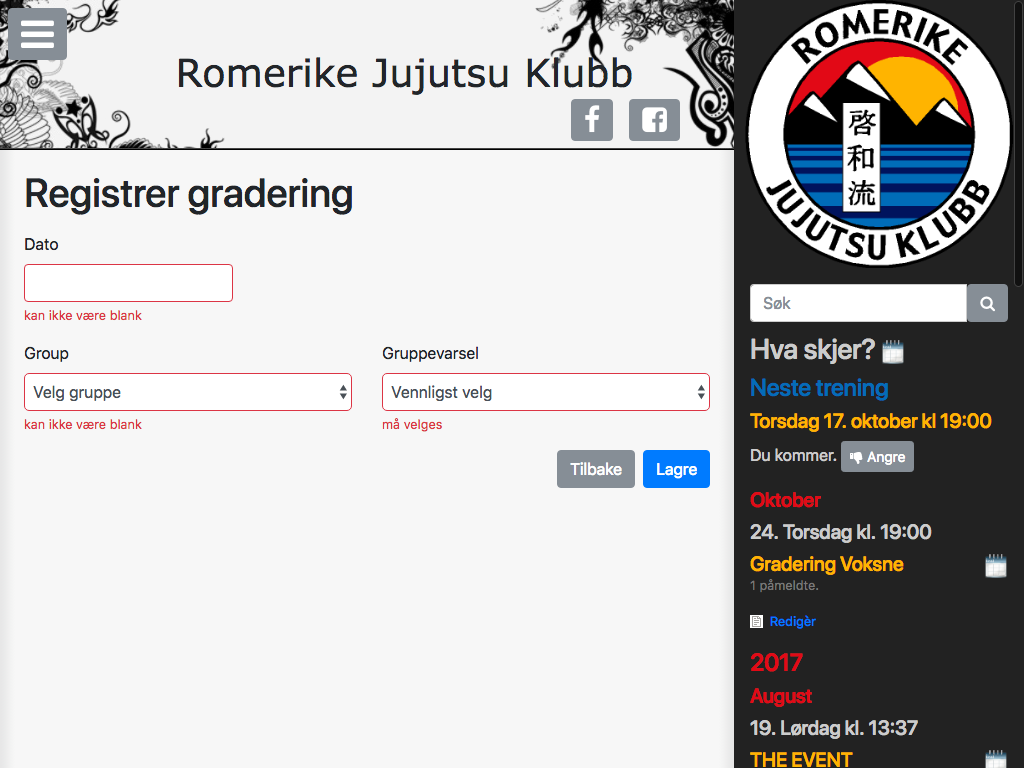 Romerike Jujutsu Klubb
Registrer gradering
Dato
kan ikke være blank
Group
Gruppevarsel
Velg gruppe
Vennligst velg
kan ikke være blank
må velges
Tilbake
Lagre
ROMERIKE
啓和流
JUJUTSU KLUBB
Søk
Hva skjer?
Neste trening
Torsdag 17. oktober kl 19:00
Du kommer.
Angre
Oktober
24. Torsdag kl. 19:00
Gradering Voksne
1 påmeldte.
Redigèr
2017
August
19. Lørdag kl. 13:37
THE EVENT